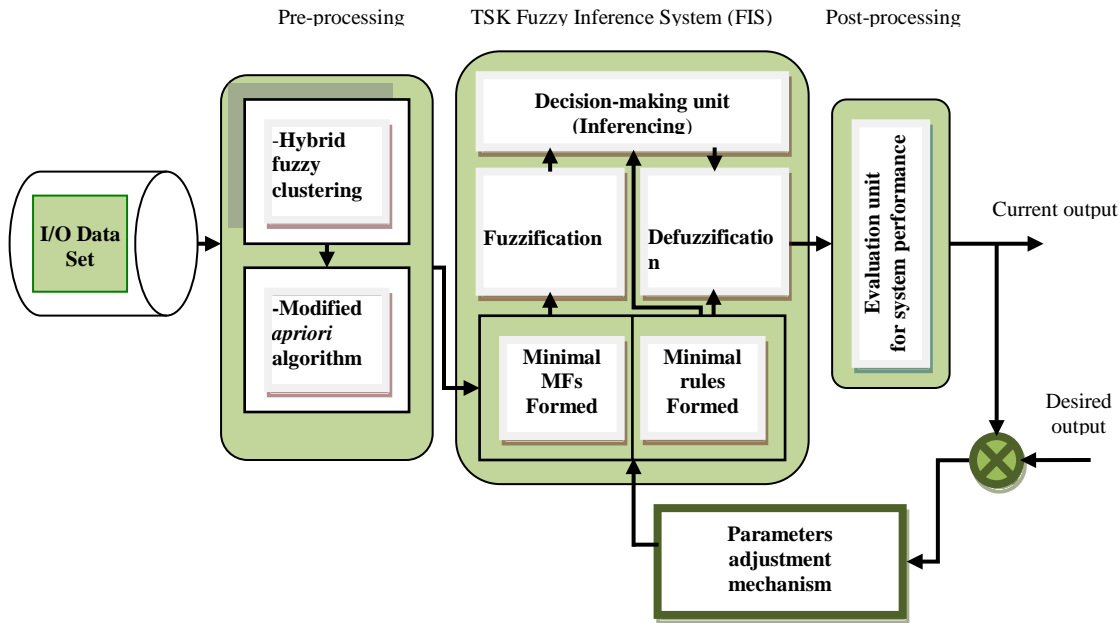 Pre-processing
TSK Fuzzy Inference System (FIS)
Post-processing
I/O Data
Set
-Hybrid
fuzzy
clustering
-Modified
apriori
algorithm
Decision-making unit
(Inferencing)
Fuzzification
Defuzzificatio
n
Minimal
MFs
Formed
Minimal
rules
Formed
Evaluation unit
for system performance
Current output
Desired
output
Parameters
adjustment
mechanism